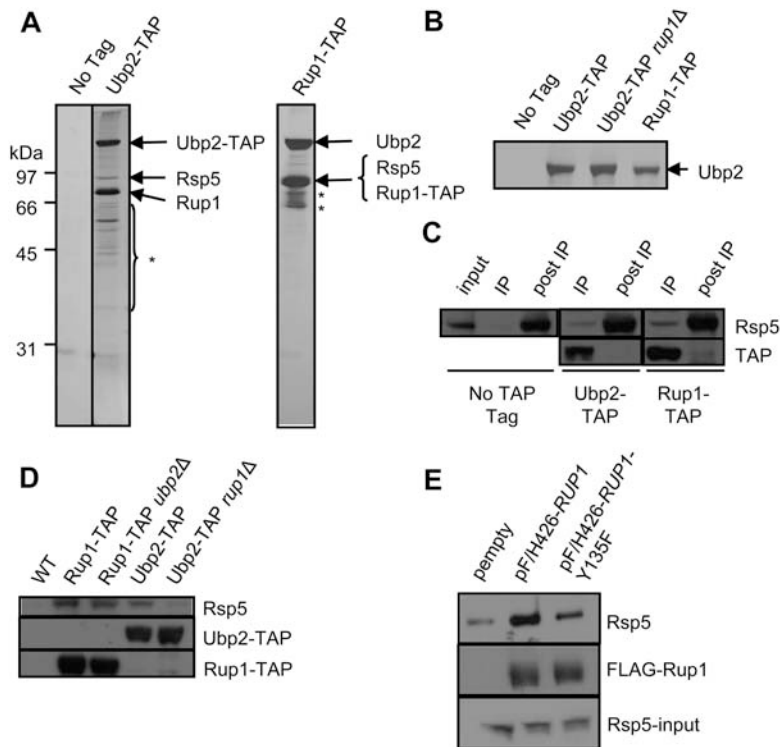 A
No Tag
Ubp2-TAP
Rup1-TAP
kDa
97
66
45
31
Ubp2-TAP
Rsp5
Rup1
*
Ubp2
Rsp5
Rup1-TAP
*
*
B
No Tag
Ubp2-TAP
Ubp2-TAP rup1Δ
Rup1-TAP
Ubp2
C
input
IP
post IP
IP
post IP
IP
post IP
Rsp5
TAP
No TAP
Tag
Ubp2-
TAP
Rup1-
TAP
D
WT
Rup1-TAP
Rup1-TAP ubp2Δ
Ubp2-TAP
Ubp2-TAP rup1Δ
Rsp5
Ubp2-TAP
Rup1-TAP
E
pempty
pF/H426-RUP1
pF/H426-RUP1-
Y135F
Rsp5
FLAG-Rup1
Rsp5-input